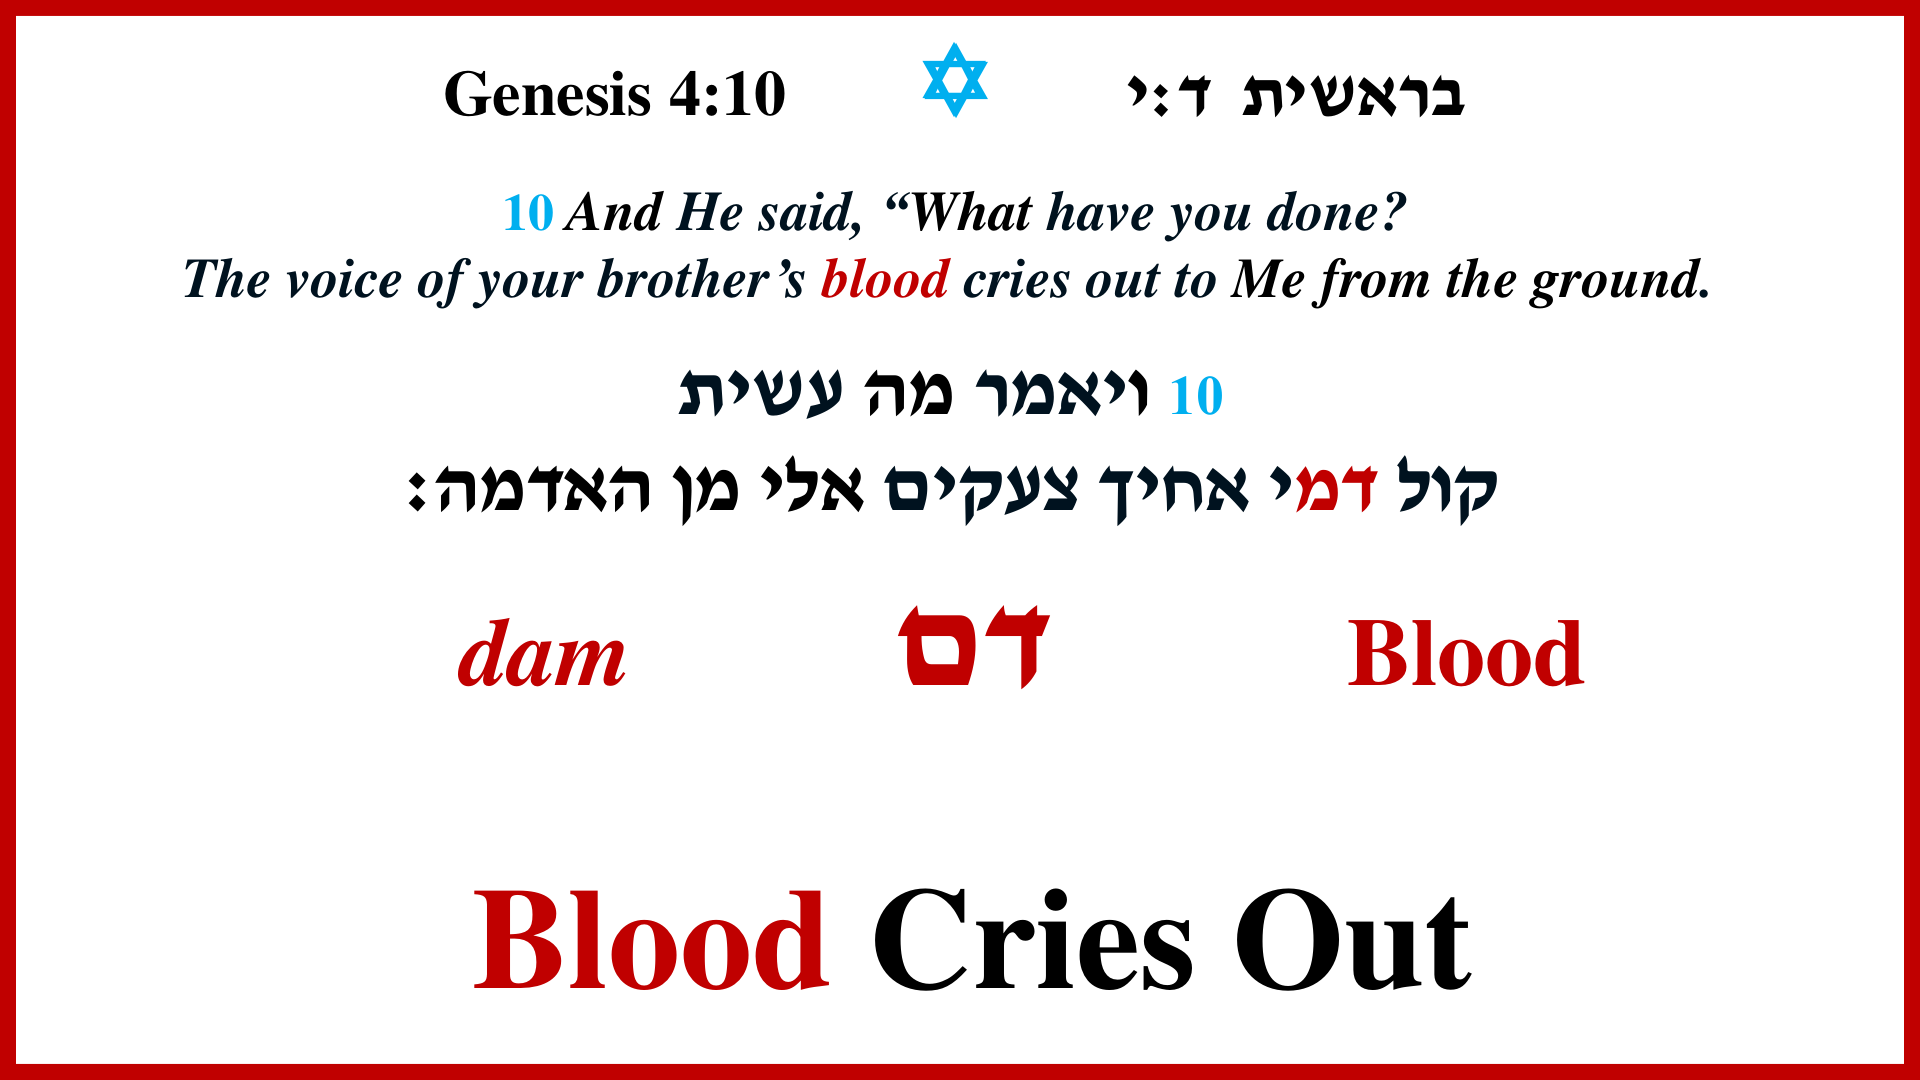 Genesis 4:10 ✡ בראשית ד:י
10 And He said, “What have you done?
The voice of your brother’s blood cries out to Me from the ground.
10 ויאמר מה עשית
קול דמי אחיך צעקים אלי מן האדמה:
dam דם Blood
Blood Cries Out